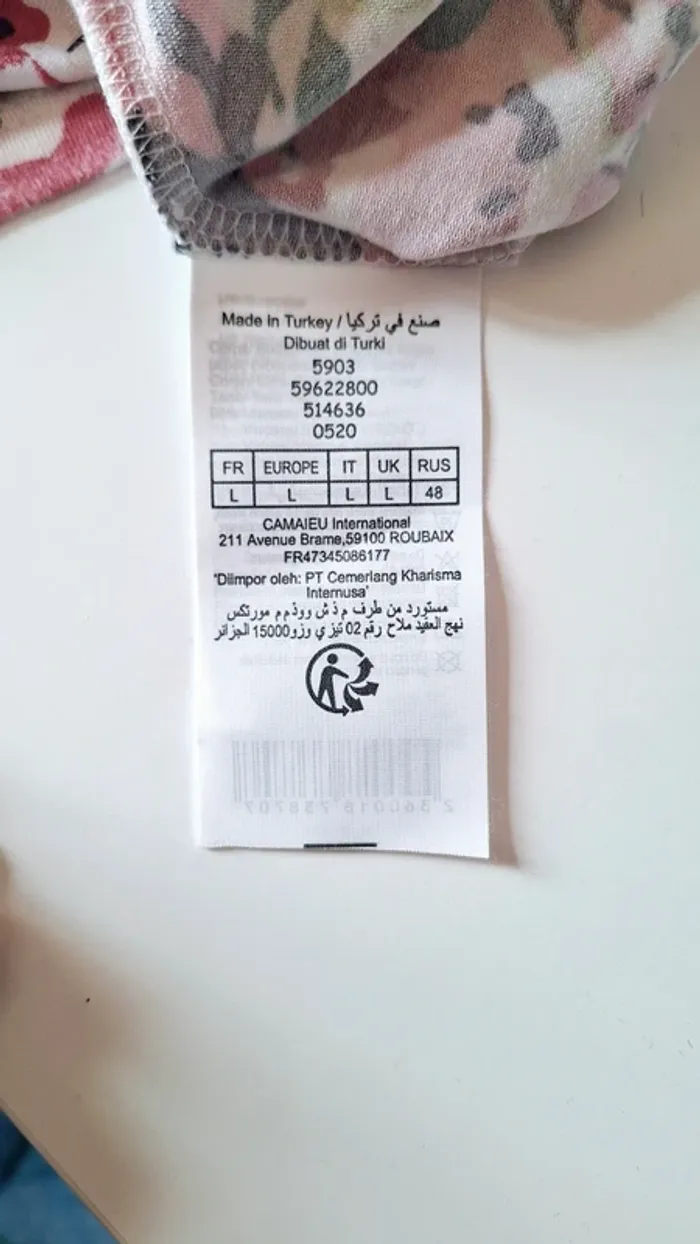 Made in Turkey / صنع في تركيا
Dibuat di Turki
5903
59622800
514636
0520
FR EUROPE IT UK RUS
L L L L 48
CAMAIEU International
211 Avenue Brame,59100 ROUBAIX
FR47345086177
"Diimpor oleh: PT Cemerlang Kharisma
Internusa"
مستورد من طرف م ذ ش ووذم م مورتكس
نهج العقيد ملاح رقم 02 تيزي وزو15000 الجزائر